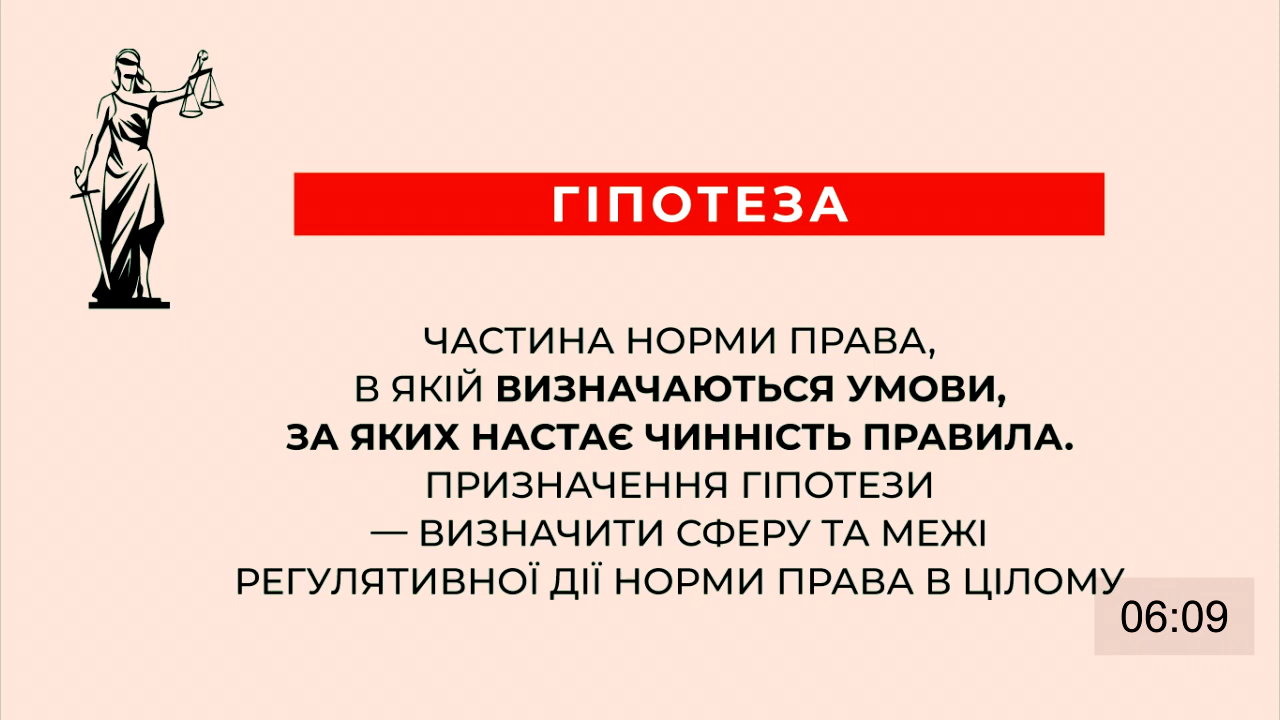 ГІПОТЕЗА
ЧАСТИНА НОРМИ ПРАВА,
В ЯКІЙ ВИЗНАЧАЮТЬСЯ УМОВИ,
ЗА ЯКИХ НАСТАЄ ЧИННІСТЬ ПРАВИЛА.
ПРИЗНАЧЕННЯ ГІПОТЕЗИ
— ВИЗНАЧИТИ СФЕРУ ТА МЕЖІ
РЕГУЛЯТИВНОЇ ДІЇ НОРМИ ПРАВА В ЦІЛОМУ
06:09